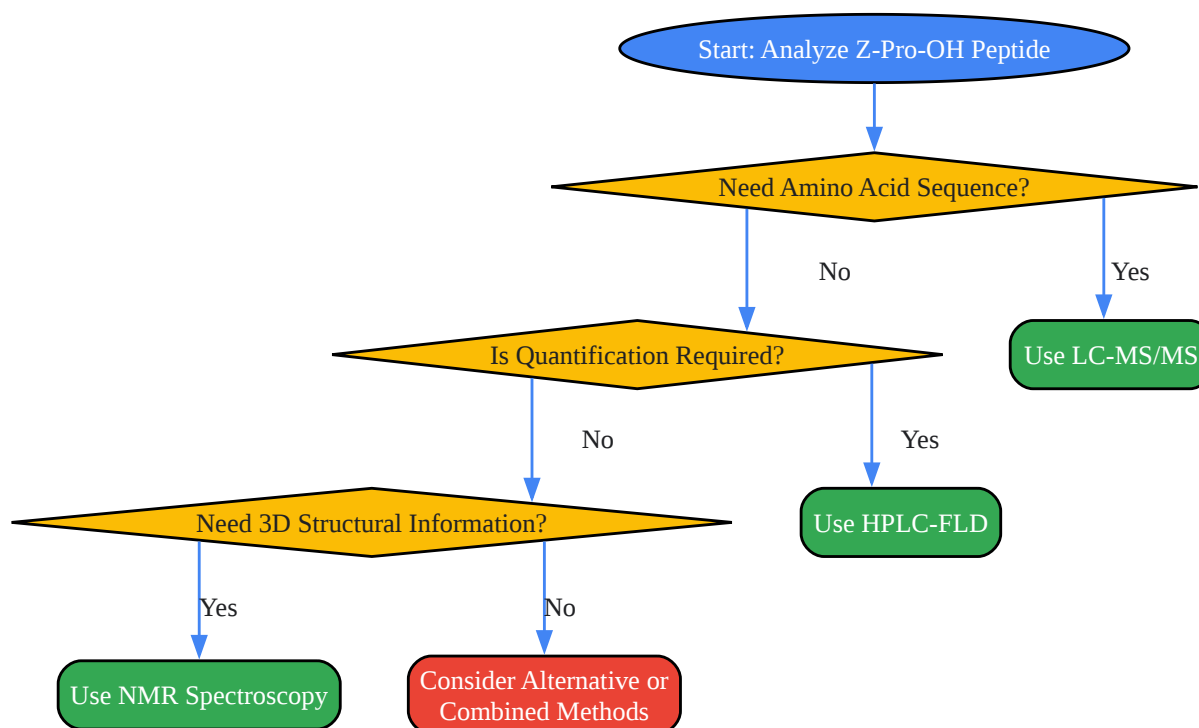 Start: Analyze Z-Pro-OH Peptide
Need Amino Acid Sequence?
No
Yes
Is Quantification Required?
Use LC-MS/MS
No
Yes
Need 3D Structural Information?
Use HPLC-FLD
Yes
No
Use NMR Spectroscopy
Consider Alternative or
Combined Methods